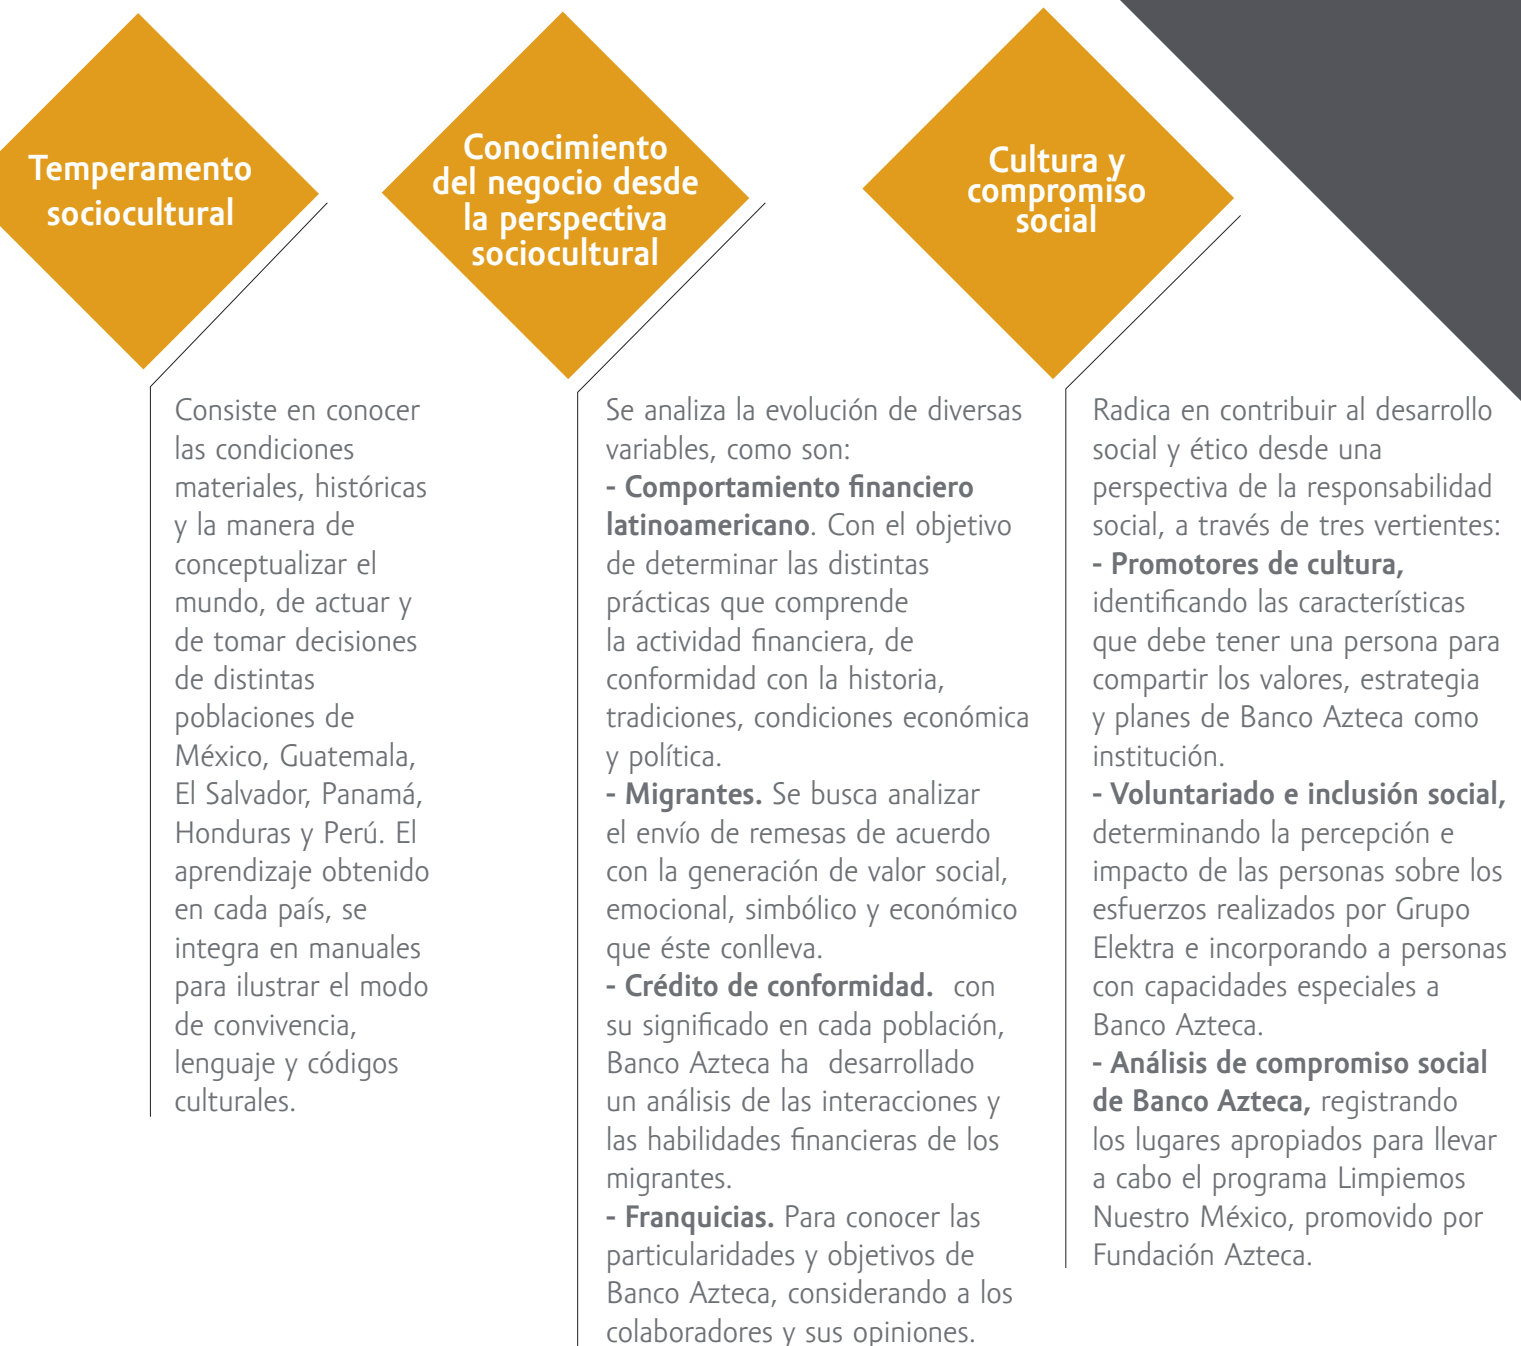 Temperamento
sociocultural
Consiste en conocer
las condiciones
materiales, históricas
y la manera de
conceptualizar el
mundo, de actuar y
de tomar decisiones
de distintas
poblaciones de
México, Guatemala,
El Salvador, Panamá,
Honduras y Perú. El
aprendizaje obtenido
en cada país, se
integra en manuales
para ilustrar el modo
de convivencia,
lenguaje y códigos
culturales.
Conocimiento
del negocio desde
la perspectiva
sociocultural
Se analiza la evolución de diversas
variables, como son:
- Comportamiento financiero
latinoamericano. Con el objetivo
de determinar las distintas
prácticas que comprende
la actividad financiera, de
conformidad con la historia,
tradiciones, condiciones económica
y política.
- Migrantes. Se busca analizar
el envío de remesas de acuerdo
con la generación de valor social,
emocional, simbólico y económico
que éste conlleva.
- Crédito de conformidad. con
su significado en cada población,
Banco Azteca ha desarrollado
un análisis de las interacciones y
las habilidades financieras de los
migrantes.
- Franquicias. Para conocer las
particularidades y objetivos de
Banco Azteca, considerando a los
colaboradores y sus opiniones.
Cultura y
compromiso
social
Radica en contribuir al desarrollo
social y ético desde una
perspectiva de la responsabilidad
social, a través de tres vertientes:
- Promotores de cultura,
identificando las características
que debe tener una persona para
compartir los valores, estrategia
y planes de Banco Azteca como
institución.
- Voluntariado e inclusión social,
determinando la percepción e
impacto de las personas sobre los
esfuerzos realizados por Grupo
Elektra e incorporando a personas
con capacidades especiales a
Banco Azteca.
- Análisis de compromiso social
de Banco Azteca, registrando
los lugares apropiados para llevar
a cabo el programa Limpiemos
Nuestro México, promovido por
Fundación Azteca.